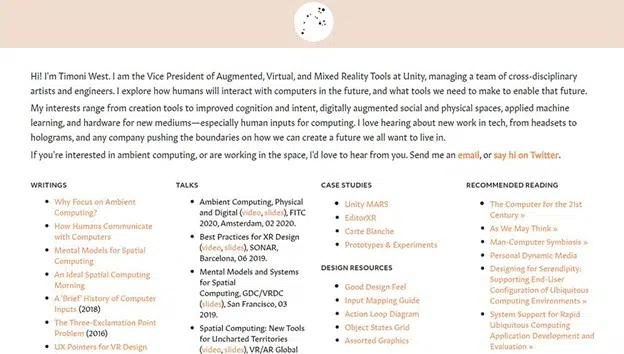 Hi! I'm Timoni West. I am the Vice President of Augmented, Virtual, and Mixed Reality Tools at Unity, managing a team of cross-disciplinary
artists and engineers. I explore how humans will interact with computers in the future, and what tools we need to make to enable that future.
My interests range from creation tools to improved cognition and intent, digitally augmented social and physical spaces, applied machine
learning, and hardware for new mediums—especially human inputs for computing. I love hearing about new work in tech, from headsets to
holograms, and any company pushing the boundaries on how we can create a future we all want to live in.
If you're interested in ambient computing, or are working in the space, I'd love to hear from you. Send me an email, or say hi on Twitter.
WRITINGS
Why Focus on Ambient
Computing?
How Humans Communicate
with Computers
Mental Models for Spatial
Computing
An Ideal Spatial Computing
Morning
A 'Brief' History of Computer
Inputs (2018)
The Three-Exclamation Point
Problem (2016)
UX Pointers for VR Design
TALKS
Ambient Computing, Physical
and Digital (video, slides), FITC
2020, Amsterdam, 02 2020.
Best Practices for XR Design
(video, slides), SONAR,
Barcelona, 06 2019.
Mental Models and Systems
for Spatial
Computing, GDC/VRDC
(slides), San Francisco, 03
2019.
Spatial Computing: New Tools
for Uncharted Territories
(video, slides), VR/AR Global
CASE STUDIES
Unity MARS
EditorXR
Carte Blanche
Prototypes & Experiments
DESIGN RESOURCES
Good Design Feel
Input Mapping Guide
Action Loop Diagram
Object States Grid
Assorted Graphics
RECOMMENDED READING
The Computer for the 21st
Century »
As We May Think »
Man-Computer Symbiosis »
Personal Dynamic Media
Designing for Serendipity:
Supporting End-User
Configuration of Ubiquitous
Computing Environments »
System Support for Rapid
Ubiquitous Computing
Application Development and
Evaluation »